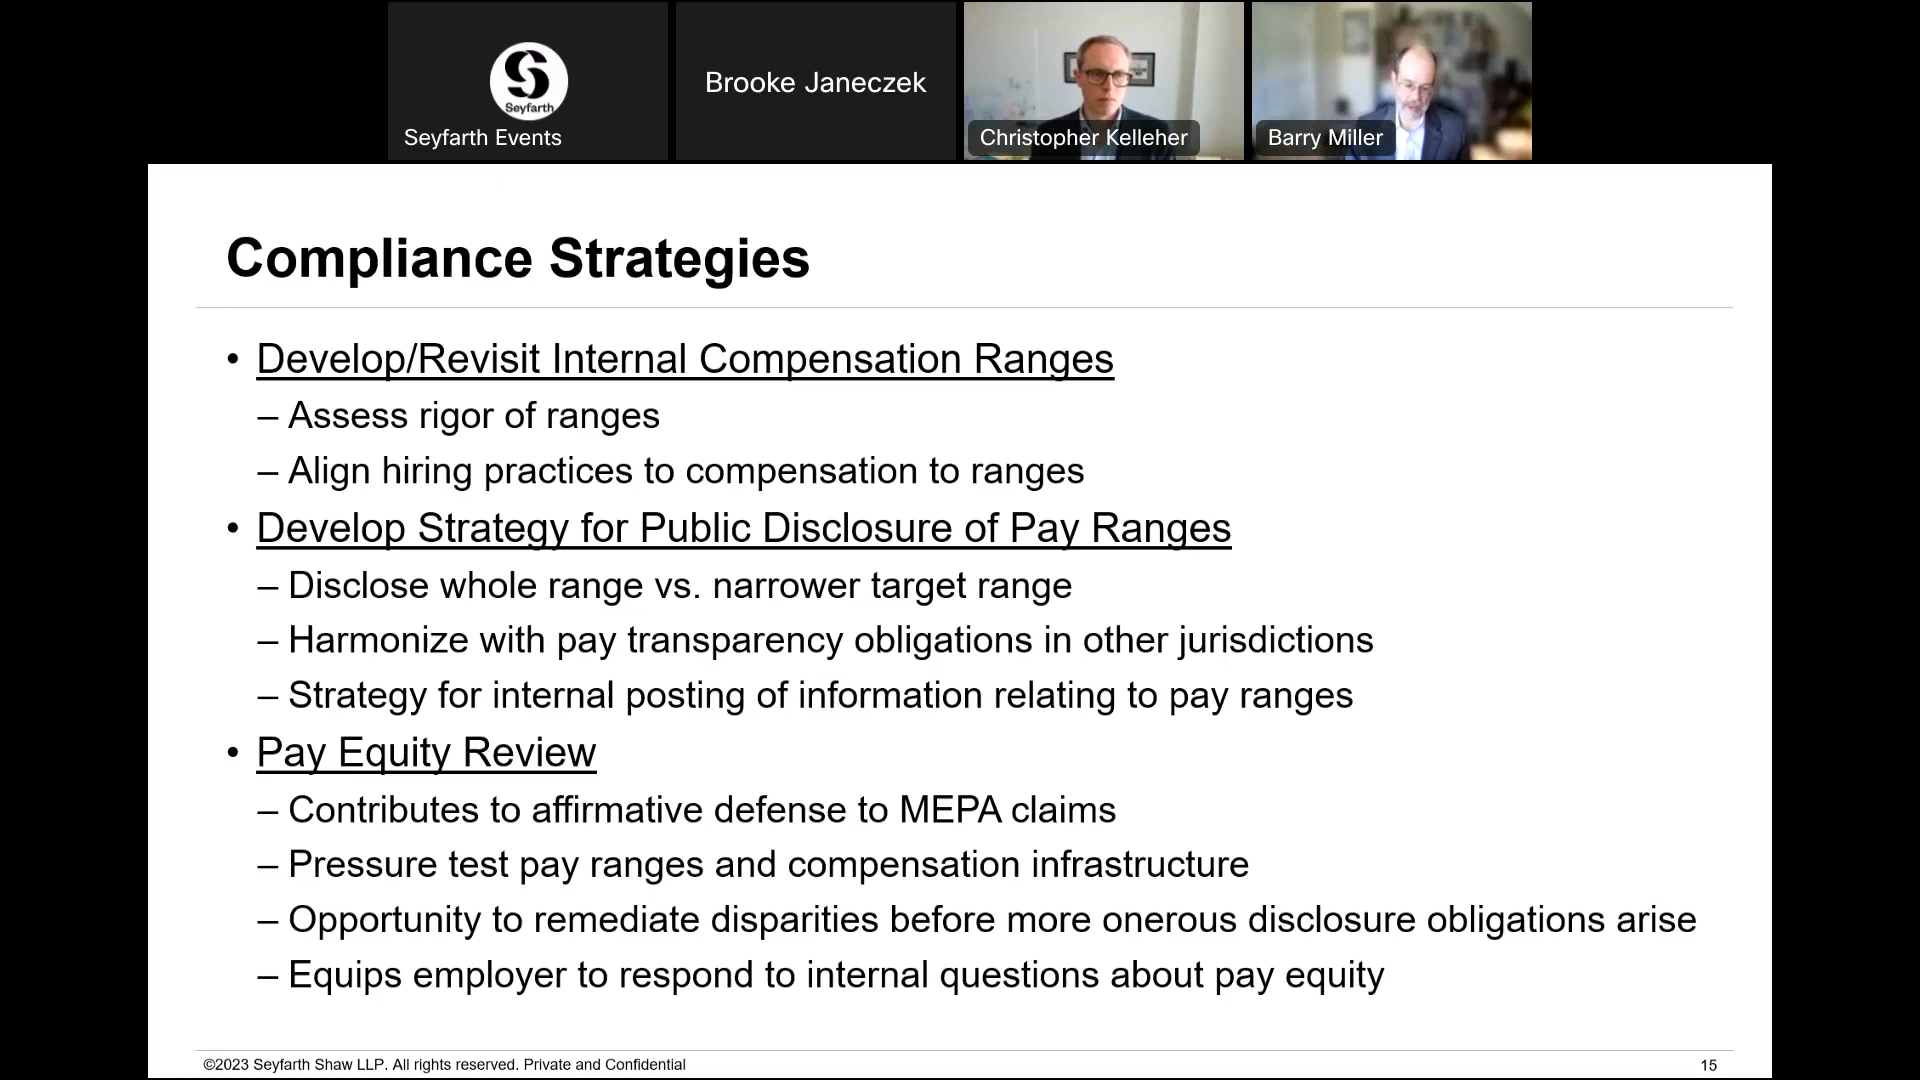 Seyfarth
Seyfarth Events
Brooke Janeczek
Christopher Kelleher
Barry Miller
Compliance Strategies
• Develop/Revisit Internal Compensation Ranges
– Assess rigor of ranges
– Align hiring practices to compensation to ranges
• Develop Strategy for Public Disclosure of Pay Ranges
– Disclose whole range vs. narrower target range
– Harmonize with pay transparency obligations in other jurisdictions
– Strategy for internal posting of information relating to pay ranges
• Pay Equity Review
– Contributes to affirmative defense to MEPA claims
– Pressure test pay ranges and compensation infrastructure
– Opportunity to remediate disparities before more onerous disclosure obligations arise
– Equips employer to respond to internal questions about pay equity
©2023 Seyfarth Shaw LLP. All rights reserved. Private and Confidential
15